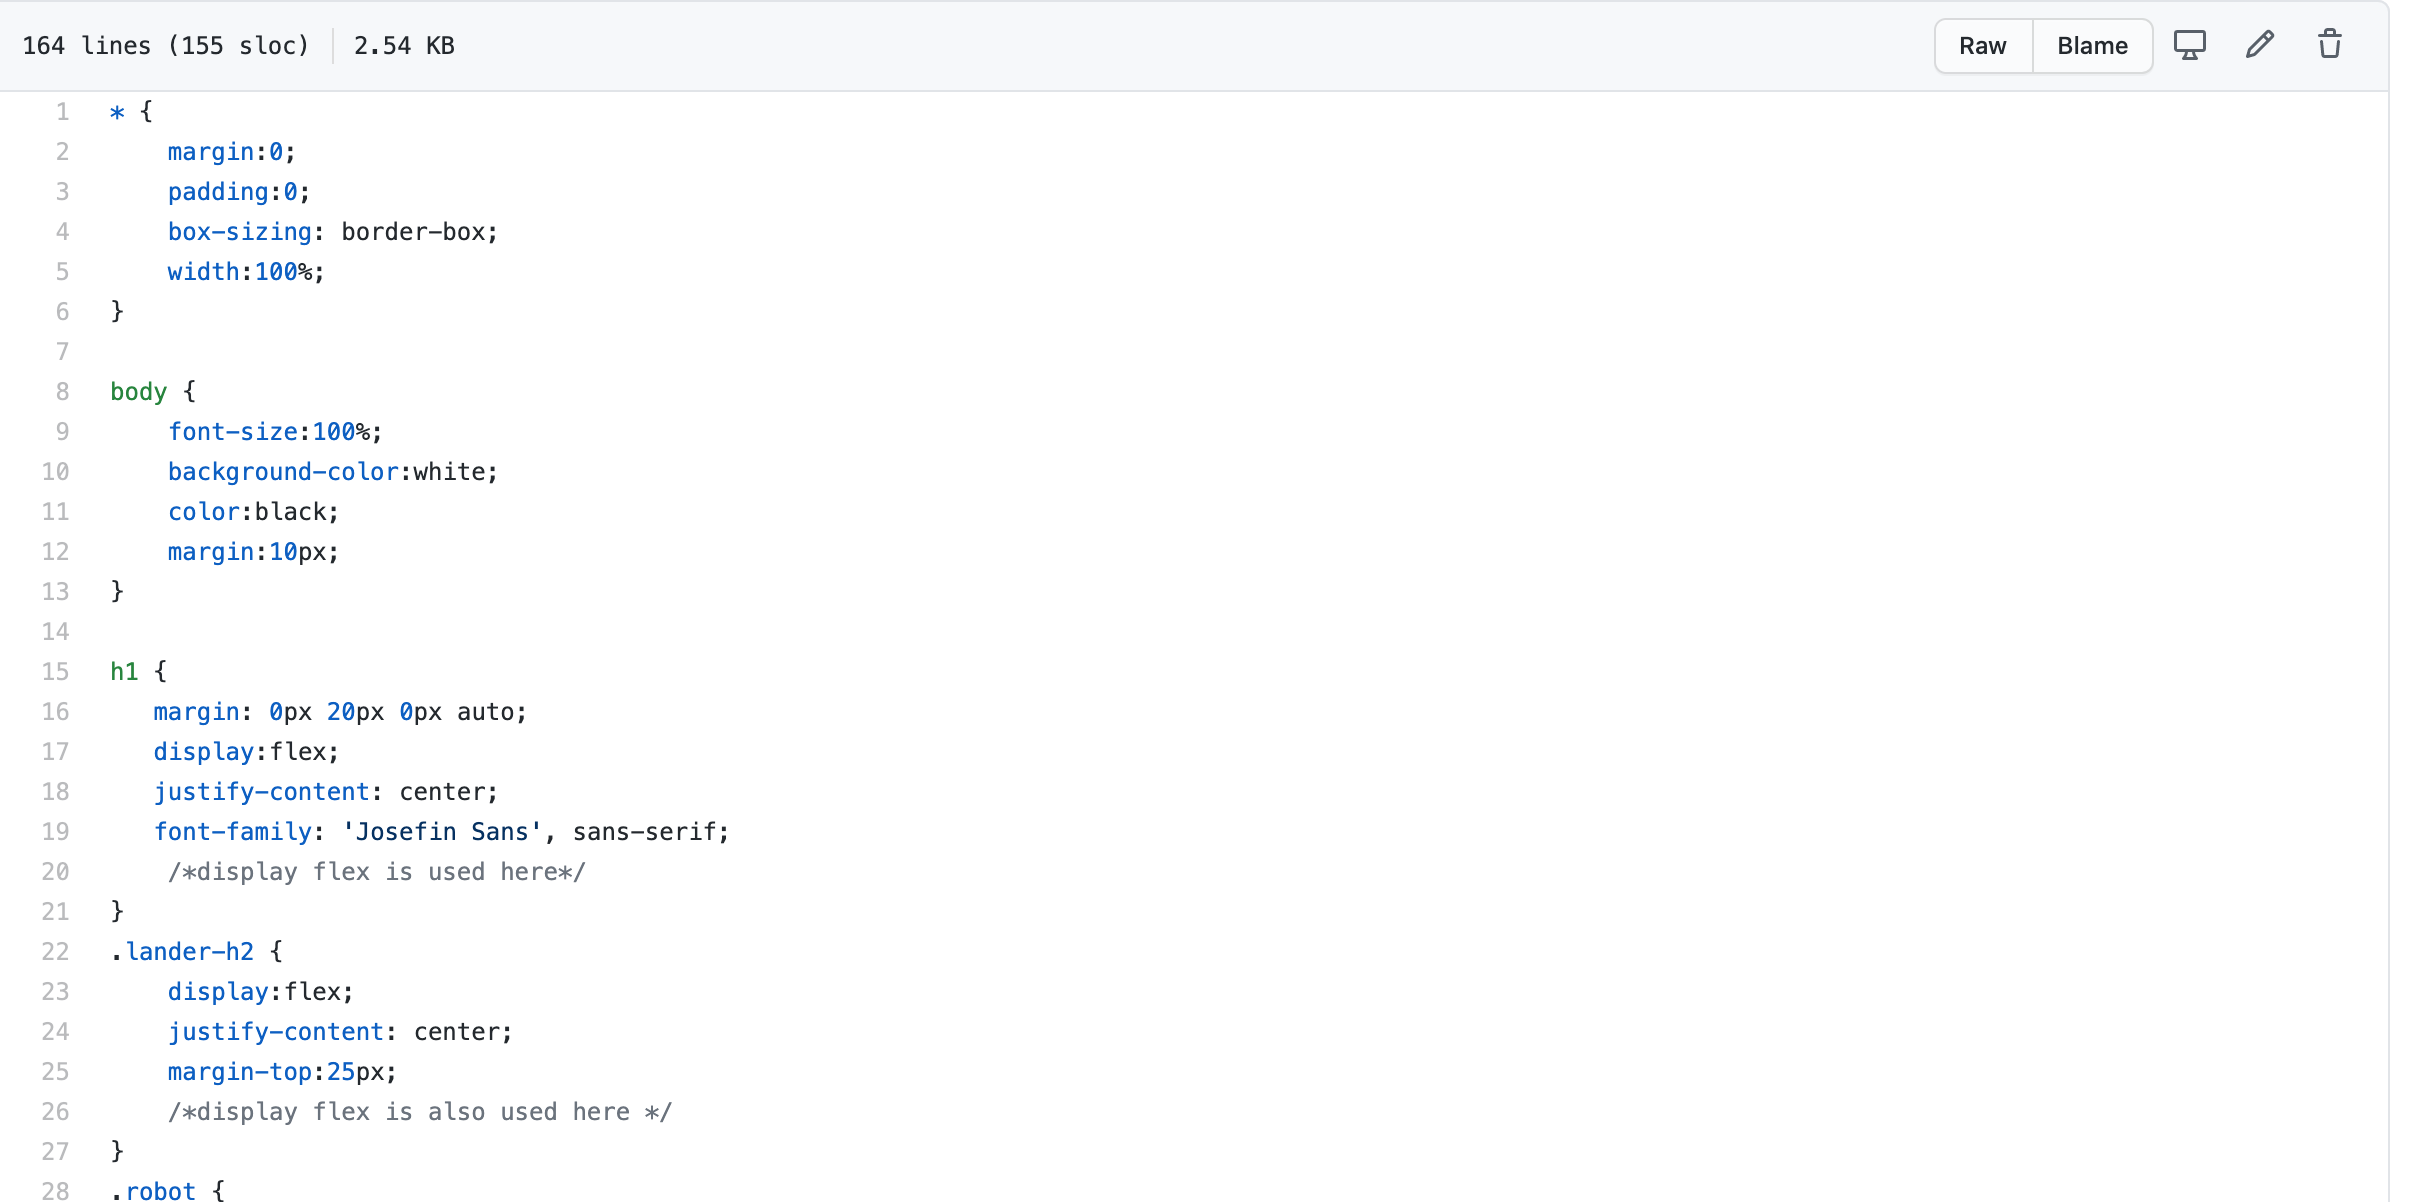 164 lines (155 sloc) 2.54 KB Raw Blame
1 * {
2     margin:0;
3     padding:0;
4     box-sizing: border-box;
5     width:100%;
6 }
7
8 body {
9     font-size:100%;
10     background-color:white;
11     color:black;
12     margin:10px;
13 }
14
15 h1 {
16    margin: 0px 20px 0px auto;
17    display:flex;
18    justify-content: center;
19    font-family: 'Josefin Sans', sans-serif;
20     /*display flex is used here*/
21 }
22 .lander-h2 {
23     display:flex;
24     justify-content: center;
25     margin-top:25px;
26     /*display flex is also used here */
27 }
28 .robot {